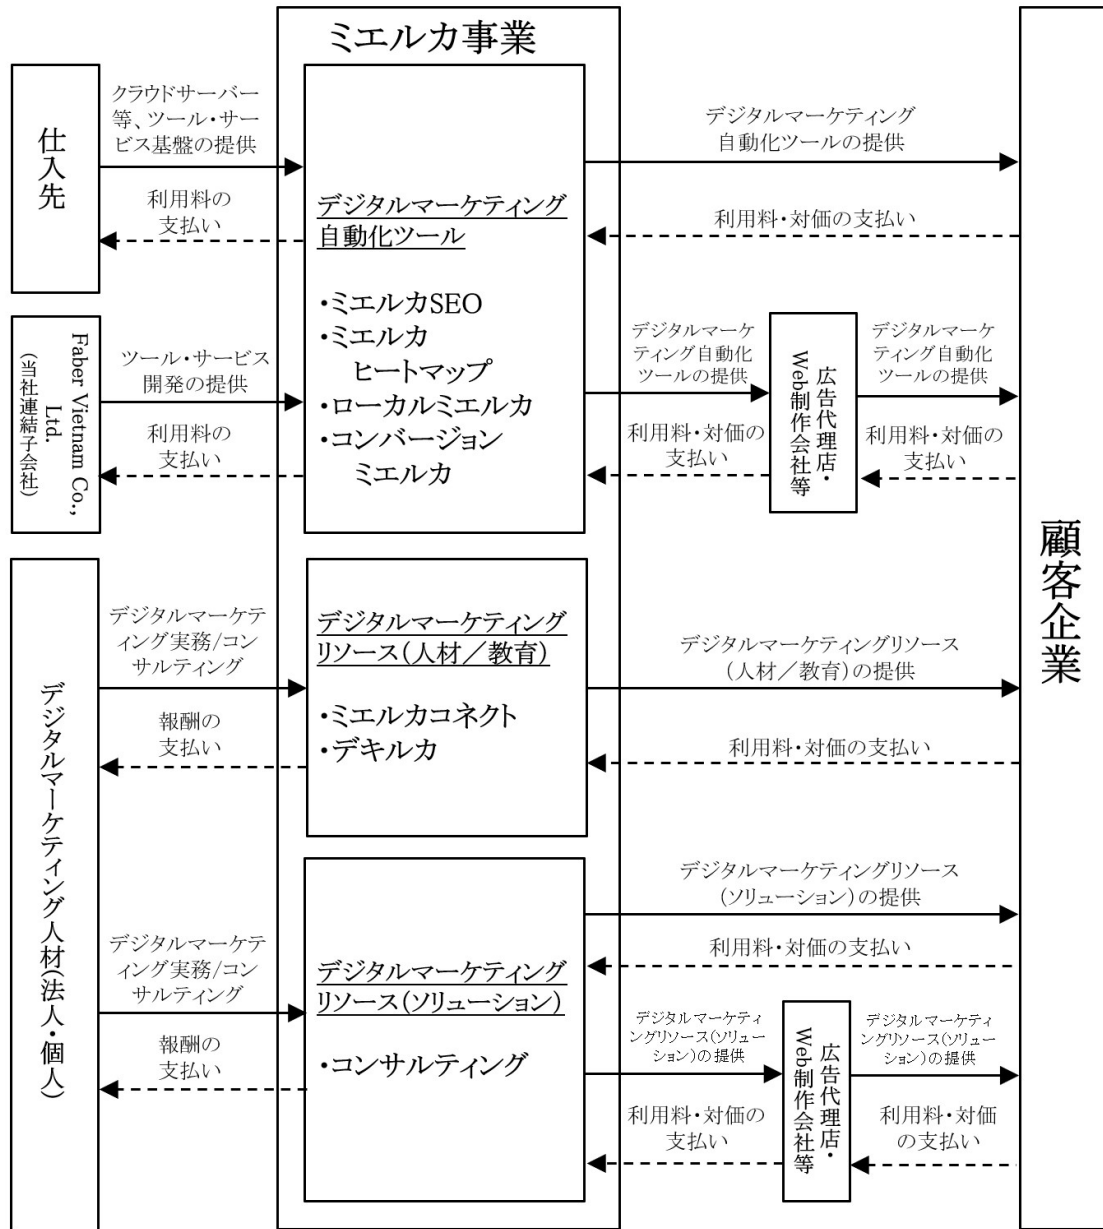 ミエルカ事業
仕入先
クラウドサーバー
等、ツール・サー
ビス基盤の提供
利用料の
支払い
Faber Vietnam Co.,
Ltd.
(当社連結子会社)
ツール・サービス
開発の提供
利用料の
支払い
デジタルマーケティング
自動化ツール
・ミエルカSEO
・ミエルカ
ヒートマップ
・ローカルミエルカ
・コンバージョン
ミエルカ
デジタルマーケティング
自動化ツールの提供
利用料・対価の支払い
デジタルマーケ
ティング自動化
ツールの提供
利用料・対価の
支払い
広告代理店・
Web制作会社等
デジタルマーケ
ティング自動化
ツールの提供
利用料・対価の
支払い
顧客企業
デジタルマーケティング人材(法人・個人)
デジタルマーケテ
ィング実務/コン
サルティング
報酬の
支払い
デジタルマーケティング
リソース(人材／教育)
・ミエルカコネクト
・デキルカ
デジタルマーケティングリソース
(人材／教育)の提供
利用料・対価の支払い
デジタルマーケテ
ィング実務/コン
サルティング
報酬の
支払い
デジタルマーケティング
リソース(ソリューション)
・コンサルティング
デジタルマーケティングリソース
(ソリューション)の提供
利用料・対価の支払い
デジタルマーケティ
ングリソース(ソリュー
ション)の提供
利用料・対価の
支払い
広告代理店・
Web制作会社等
デジタルマーケティ
ングリソース(ソリュー
ション)の提供
利用料・対価
の支払い